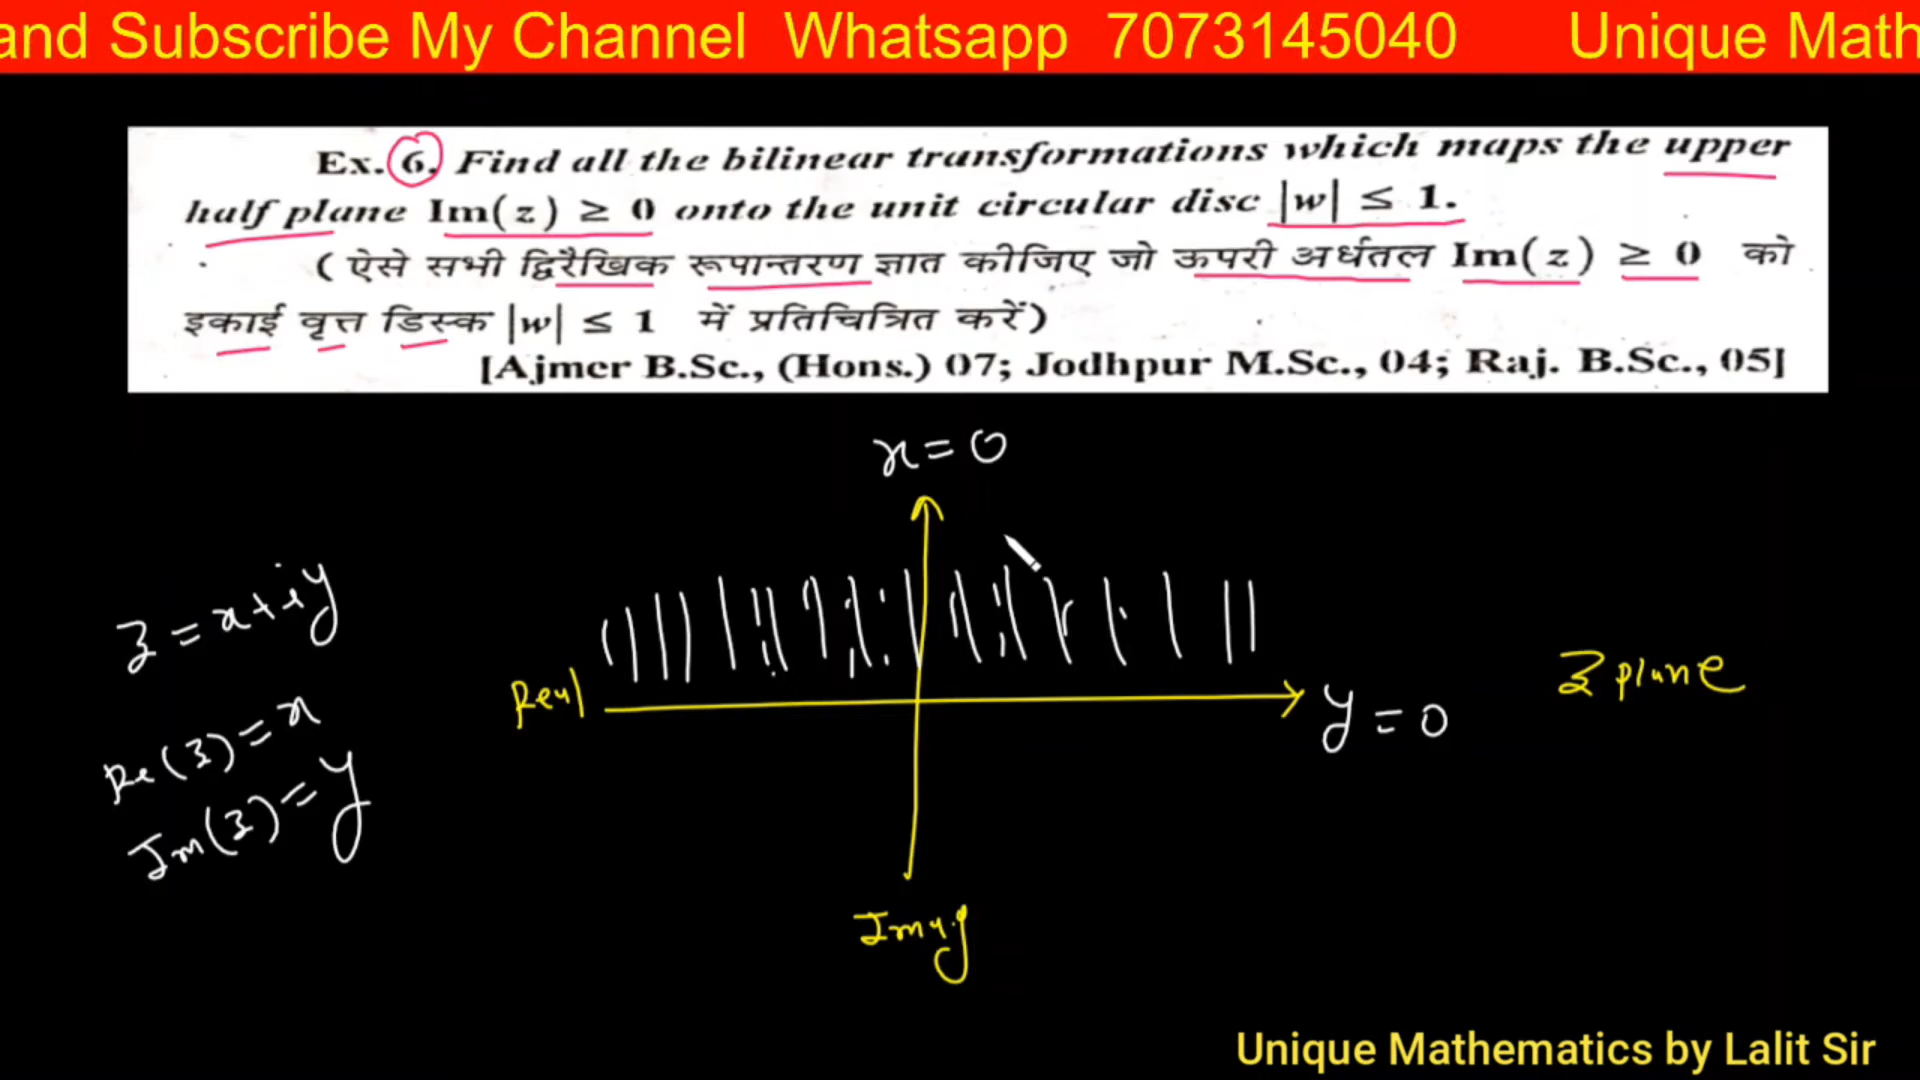 and Subscribe My Channel Whatsapp 7073145040 Unique Math
Ex. 6. Find all the bilinear transformations which maps the upper
half plane Im(z) ≥ 0 onto the unit circular disc |w| ≤ 1.
(ऐसे सभी द्विरैखिक रूपान्तरण ज्ञात कीजिए जो ऊपरी अर्धतल Im(z) ≥ 0 को
इकाई वृत्त डिस्क |w| ≤ 1 में प्रतिचित्रित करें)
[Ajmer B.Sc., (Hons.) 07; Jodhpur M.Sc., 04; Raj. B.Sc., 05]
x = 0
z = x + iy
Real
y = 0
z plane
Re(z) = x
Im(z) = y
Imag
Unique Mathematics by Lalit Sir